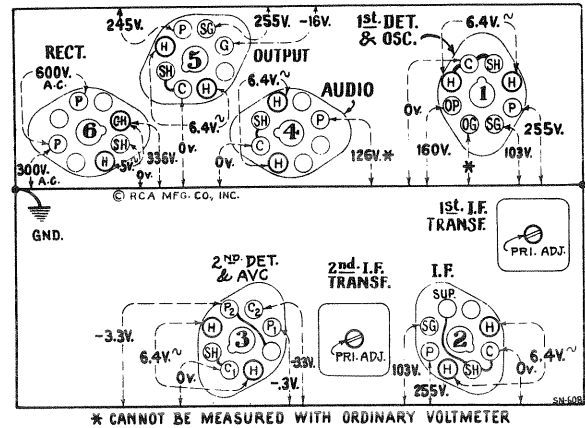 245V. 255V. -16V. 1st. DET. & OSC. 6.4V.~
P SG
H G
5
SH
C H
OUTPUT
RECT.
600V. A.C.
6.4V.~
0v.
P
6
GH
P SH
H
5V.~
300V. A.C.
336V.
0v.
6.4V.~
AUDIO
H
SH P
4
C
H
0v.
126V.*
C SH
H H
1
OP P
OG SG
0v.
160V.
*
103V.
255V.
© RCA MFG. CO., INC.
GND.
1st. I.F. TRANSF.
PRI. ADJ.
2ND. DET. & AVC
2nd. I.F. TRANSF.
I.F.
P2 C2
H P1
3
SH
C1 H
-3.3V.
6.4V.~
0v.
-.3V.
PRI. ADJ.
SUP.
SG H
2
P C
H SH
103V.
255V.
6.4V.~
0v.
SN-608
* CANNOT BE MEASURED WITH ORDINARY VOLTMETER